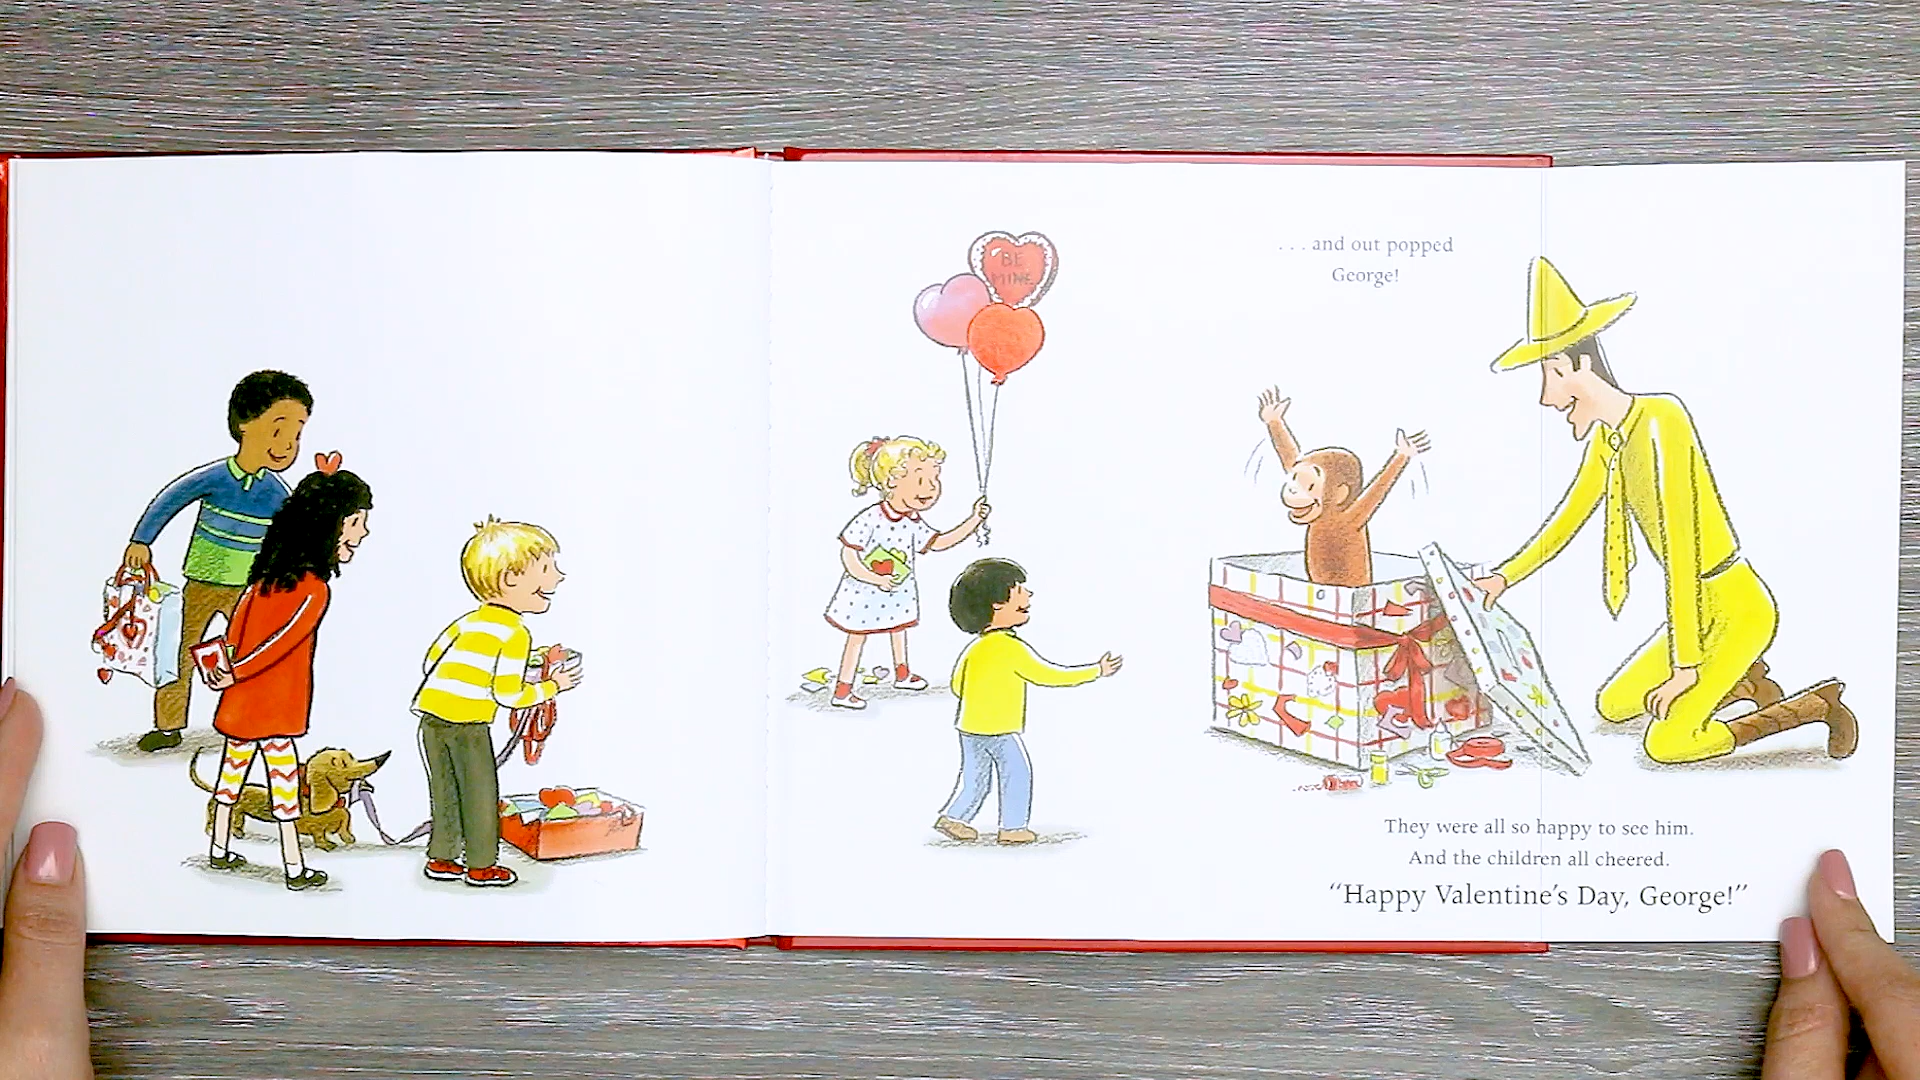 BE
MINE
. . . and out popped
George!
They were all so happy to see him.
And the children all cheered.
“Happy Valentine’s Day, George!”